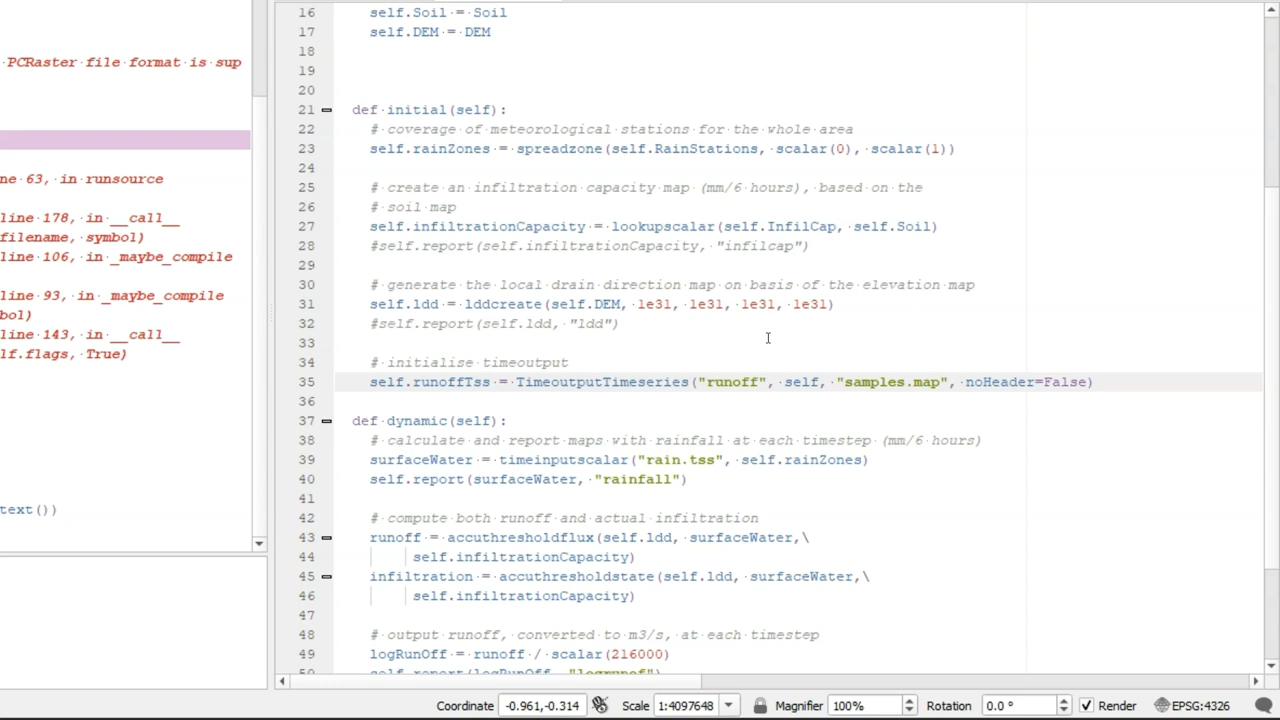 PCRaster file format is sup
ne 63, in runsource
line 178, in __call__
filename, symbol)
line 106, in _maybe_compile
line 93, in _maybe_compile
bol)
line 143, in __call__
lf.flags, True)
text())
16 self.Soil = Soil
17 self.DEM = DEM
18
19
20
21 def initial(self):
22 # coverage of meteorological stations for the whole area
23 self.rainZones = spreadzone(self.RainStations, scalar(0), scalar(1))
24
25 # create an infiltration capacity map (mm/6 hours), based on the
26 # soil map
27 self.infiltrationCapacity = lookupscalar(self.InfilCap, self.Soil)
28 #self.report(self.infiltrationCapacity, "infilcap")
29
30 # generate the local drain direction map on basis of the elevation map
31 self.ldd = lddcreate(self.DEM, 1e31, 1e31, 1e31, 1e31)
32 #self.report(self.ldd, "ldd")
33
34 # initialise timeoutput
35 self.runoffTss = TimeoutputTimeseries("runoff", self, "samples.map", noHeader=False)
36
37 def dynamic(self):
38 # calculate and report maps with rainfall at each timestep (mm/6 hours)
39 surfaceWater = timeinputscalar("rain.tss", self.rainZones)
40 self.report(surfaceWater, "rainfall")
41
42 # compute both runoff and actual infiltration
43 runoff = accuthresholdflux(self.ldd, surfaceWater,\
44 self.infiltrationCapacity)
45 infiltration = accuthresholdstate(self.ldd, surfaceWater,\
46 self.infiltrationCapacity)
47
48 # output runoff, converted to m3/s, at each timestep
49 logRunOff = runoff / scalar(216000)
50 self.report(logRunOff, "logrunof")
Coordinate -0.961,-0.314 Scale 1:4097648 Magnifier 100% Rotation 0.0 ° Render EPSG:4326